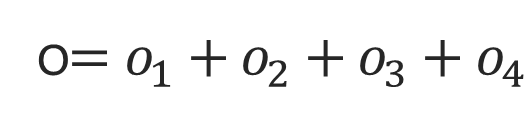 o= o₁ + o₂ + o₃ + o₄